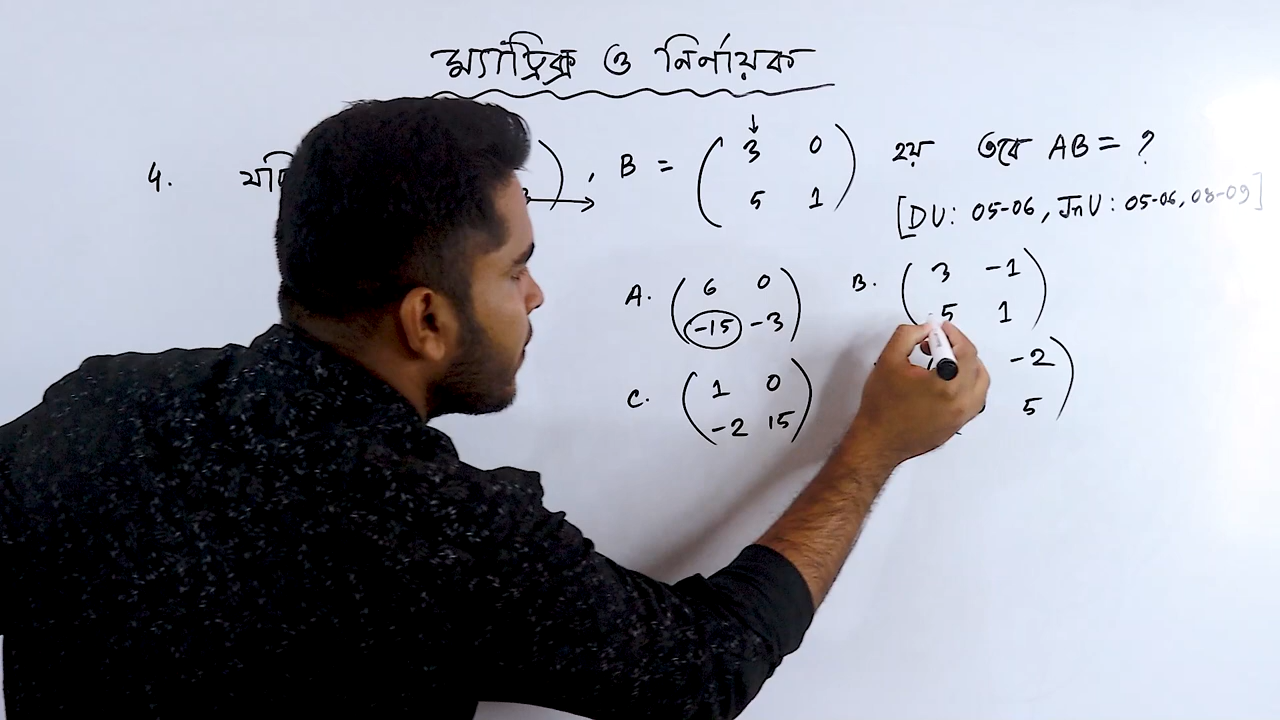 ম্যাট্রিক্স ও নির্ণায়ক
4. , B = ( 3 0 হয় তবে AB = ?
5 1 )
[DU: 05-06, JnU: 05-06, 08-09]
A. ( 6 0 B. ( 3 -1
-15 -3 ) 5 1 )
C. ( 1 0 -2
-2 15 ) 5 )